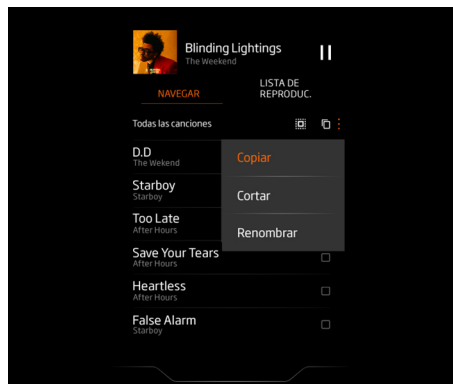 Blinding Lightings
The Weekend
NAVEGAR
LISTA DE
REPRODUC.
Todas las canciones
D.D
The Wekend
Copiar
Starboy
Starboy
Cortar
Too Late
After Hours
Renombrar
Save Your Tears
After Hours
Heartless
After Hours
False Alarm
Starboy